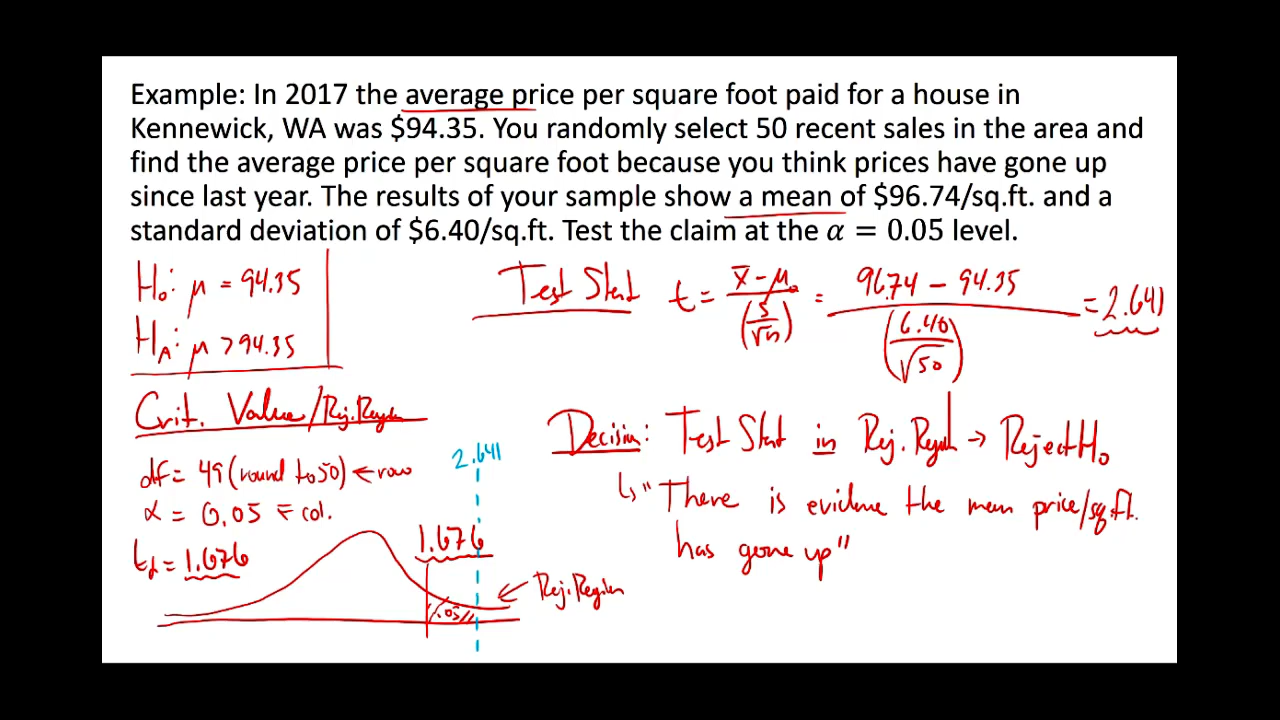 Example: In 2017 the average price per square foot paid for a house in
Kennewick, WA was $94.35. You randomly select 50 recent sales in the area and
find the average price per square foot because you think prices have gone up
since last year. The results of your sample show a mean of $96.74/sq.ft. and a
standard deviation of $6.40/sq.ft. Test the claim at the α = 0.05 level.
H₀: μ = 94.35
H_A: μ > 94.35
Test Stat t = (x̄ - μ₀)/(s/√n) = (96.74 - 94.35)/(6.40/√50) = 2.641
Crit. Value/Rej. Region
df = 49 (round to 50) ← row
α = 0.05 ← col.
t_α = 1.676
2.641
1.676
.05
← Rej. Region
Decision: Test Stat in Rej. Region → Reject H₀
↳ "There is evidence the mean price/sq.ft.
has gone up"